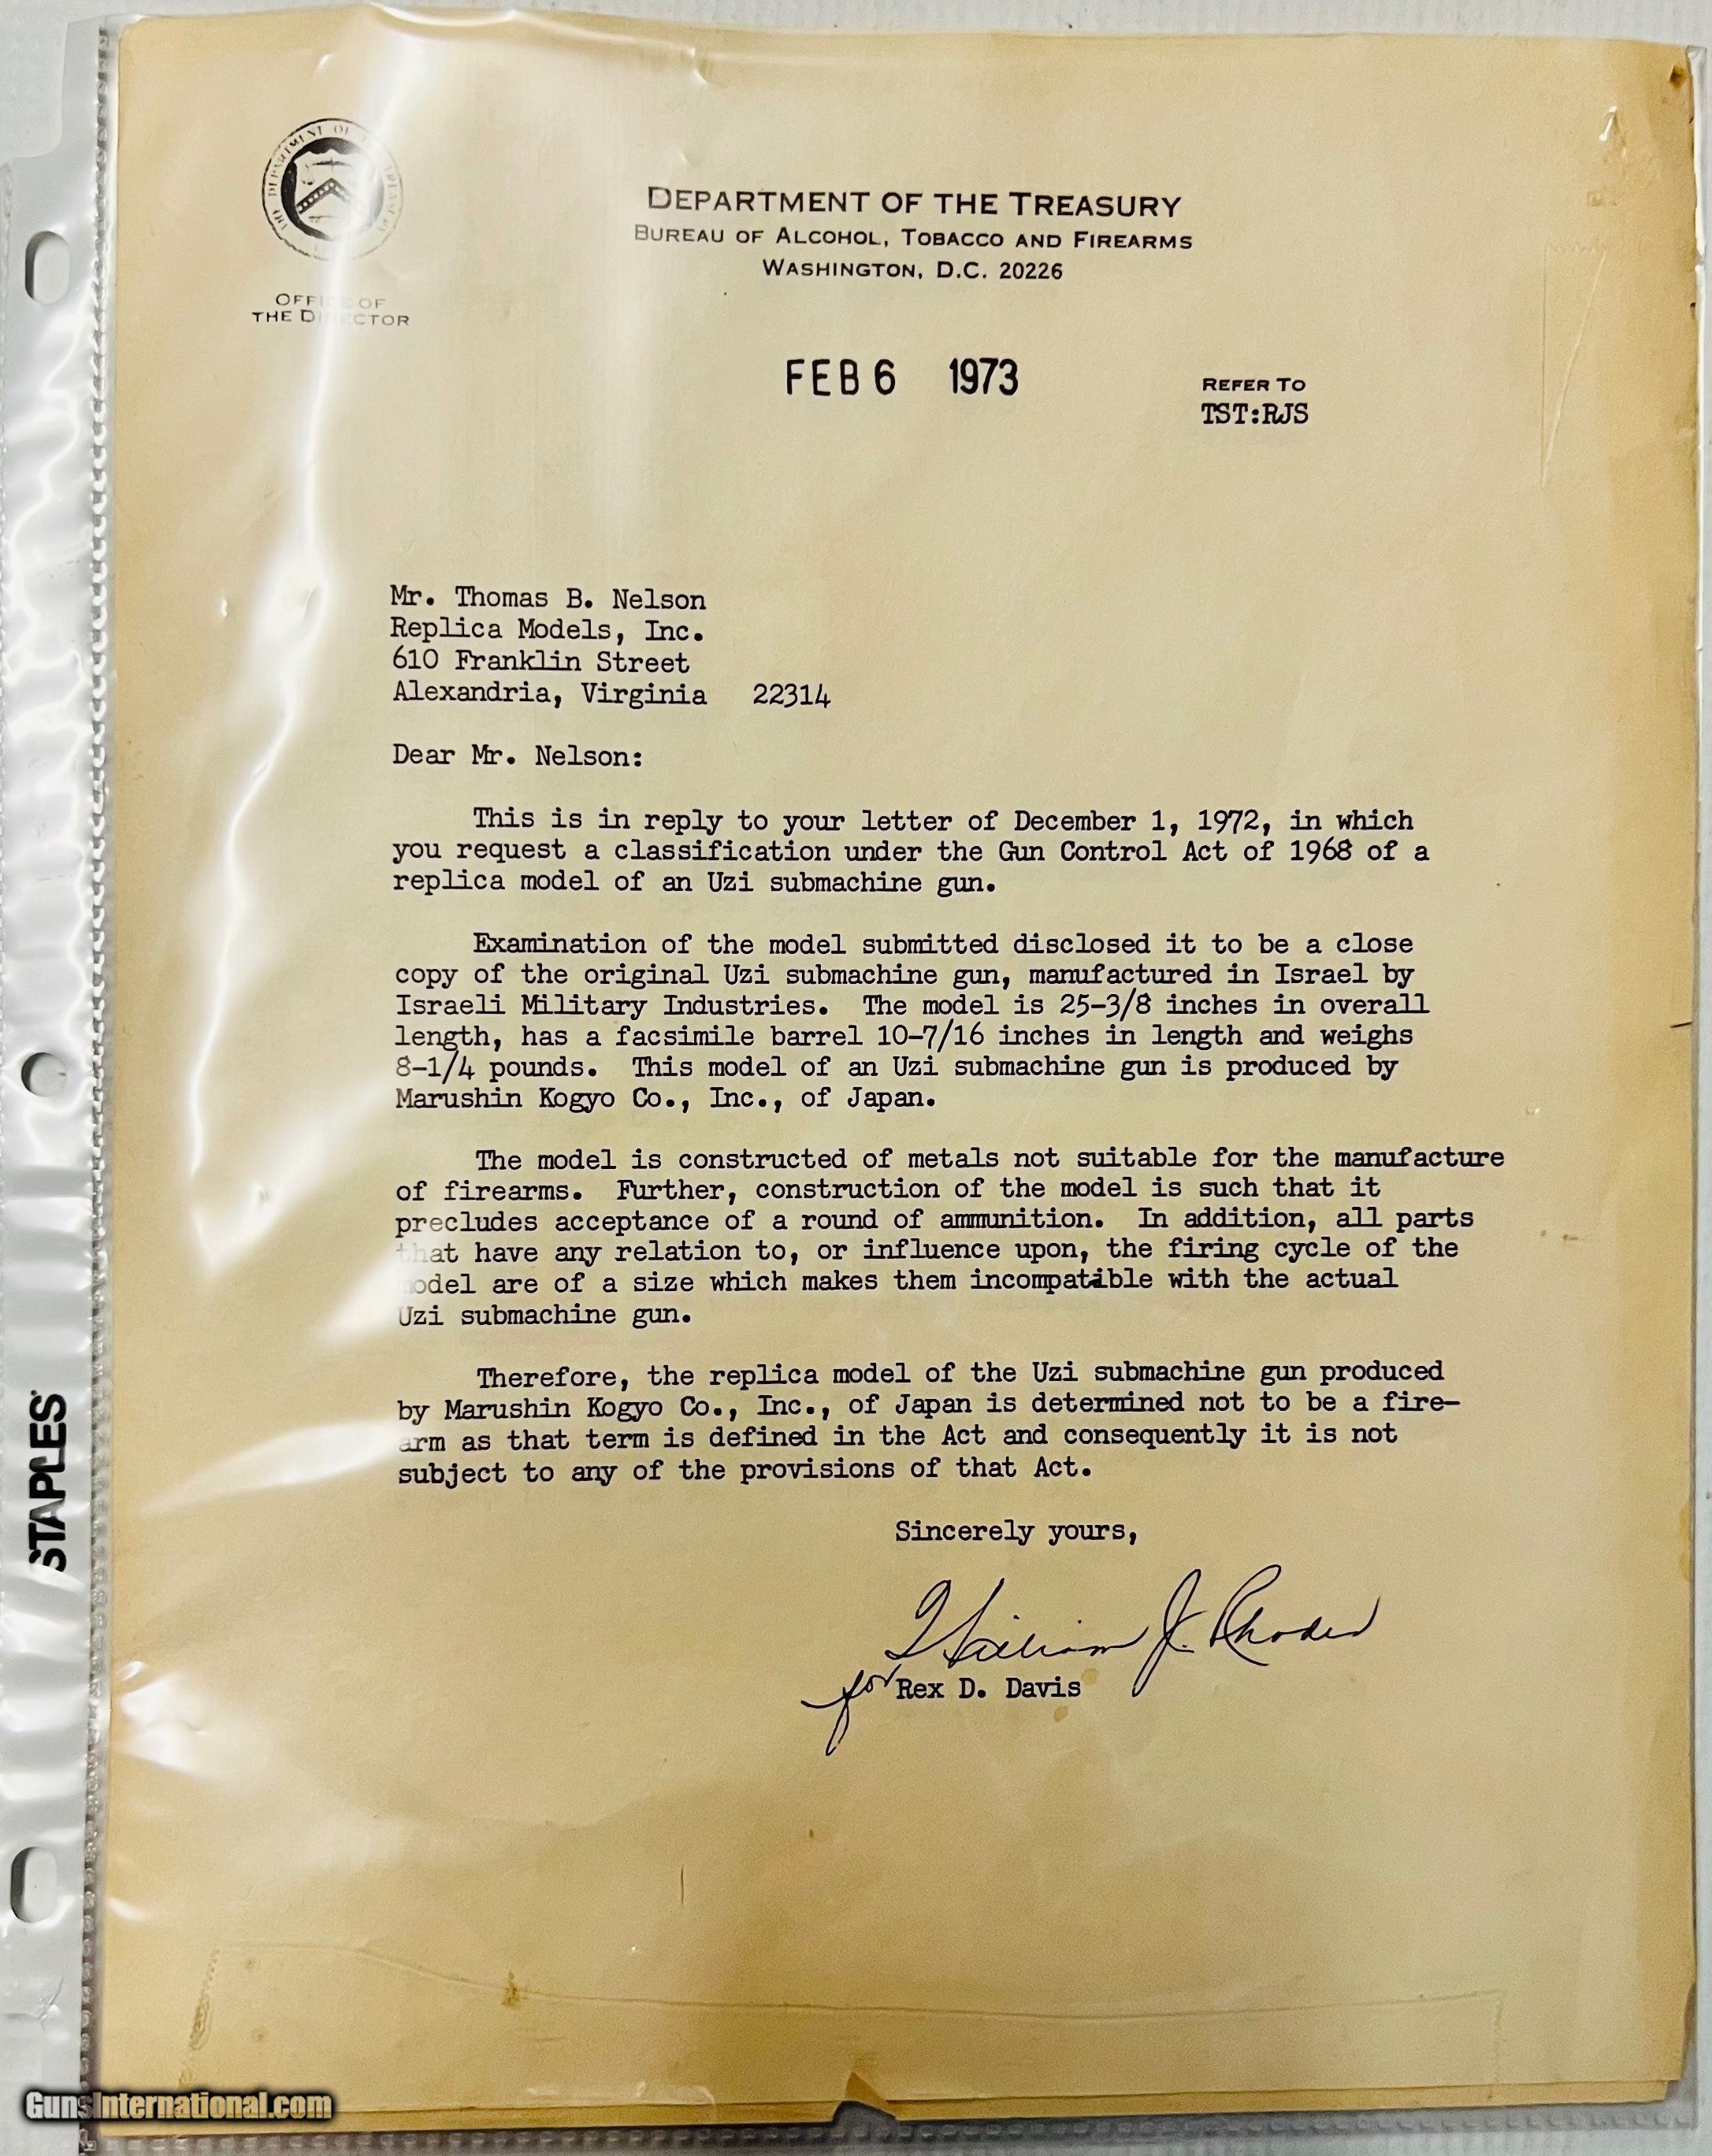 THE DEPARTMENT OF
OFFICE OF
THE DIRECTOR
DEPARTMENT OF THE TREASURY
BUREAU OF ALCOHOL, TOBACCO AND FIREARMS
WASHINGTON, D.C. 20226
FEB 6 1973
REFER TO
TST:RJS
Mr. Thomas B. Nelson
Replica Models, Inc.
610 Franklin Street
Alexandria, Virginia 22314
Dear Mr. Nelson:
This is in reply to your letter of December 1, 1972, in which
you request a classification under the Gun Control Act of 1968 of a
replica model of an Uzi submachine gun.
Examination of the model submitted disclosed it to be a close
copy of the original Uzi submachine gun, manufactured in Israel by
Israeli Military Industries. The model is 25-3/8 inches in overall
length, has a facsimile barrel 10-7/16 inches in length and weighs
8-1/4 pounds. This model of an Uzi submachine gun is produced by
Marushin Kogyo Co., Inc., of Japan.
The model is constructed of metals not suitable for the manufacture
of firearms. Further, construction of the model is such that it
precludes acceptance of a round of ammunition. In addition, all parts
that have any relation to, or influence upon, the firing cycle of the
model are of a size which makes them incompatible with the actual
Uzi submachine gun.
Therefore, the replica model of the Uzi submachine gun produced
by Marushin Kogyo Co., Inc., of Japan is determined not to be a fire-
arm as that term is defined in the Act and consequently it is not
subject to any of the provisions of that Act.
Sincerely yours,
William J. Rhodes
for Rex D. Davis
STAPLES
GunsInternational.com